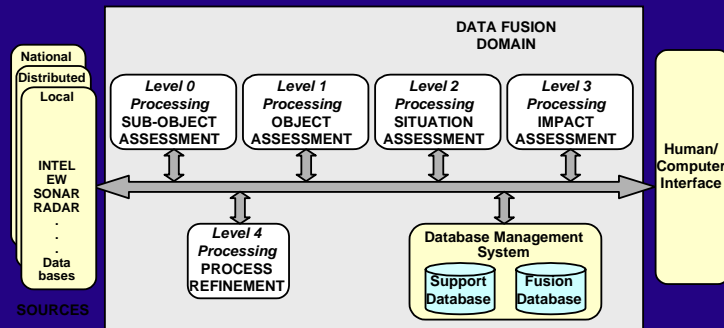 DATA FUSION
DOMAIN
National
Distributed
Local
INTEL
EW
SONAR
RADAR
.
.
.
Data
bases
SOURCES
Level 0
Processing
SUB-OBJECT
ASSESSMENT
Level 1
Processing
OBJECT
ASSESSMENT
Level 2
Processing
SITUATION
ASSESSMENT
Level 3
Processing
IMPACT
ASSESSMENT
Human/
Computer
Interface
Level 4
Processing
PROCESS
REFINEMENT
Database Management
System
Support
Database
Fusion
Database